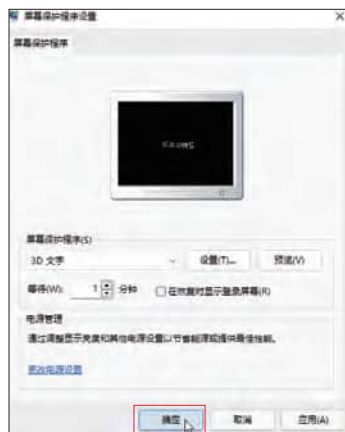 屏幕保护程序设置
屏幕保护程序
屏幕保护程序(S)
3D 文字 设置(T)... 预览(V)
等待(W): 1 分钟 在恢复时显示登录屏幕(R)
电源管理
通过调整显示亮度和其他电源设置以节省能源或提供最佳性能。
更改电源设置
确定 取消 应用(A)